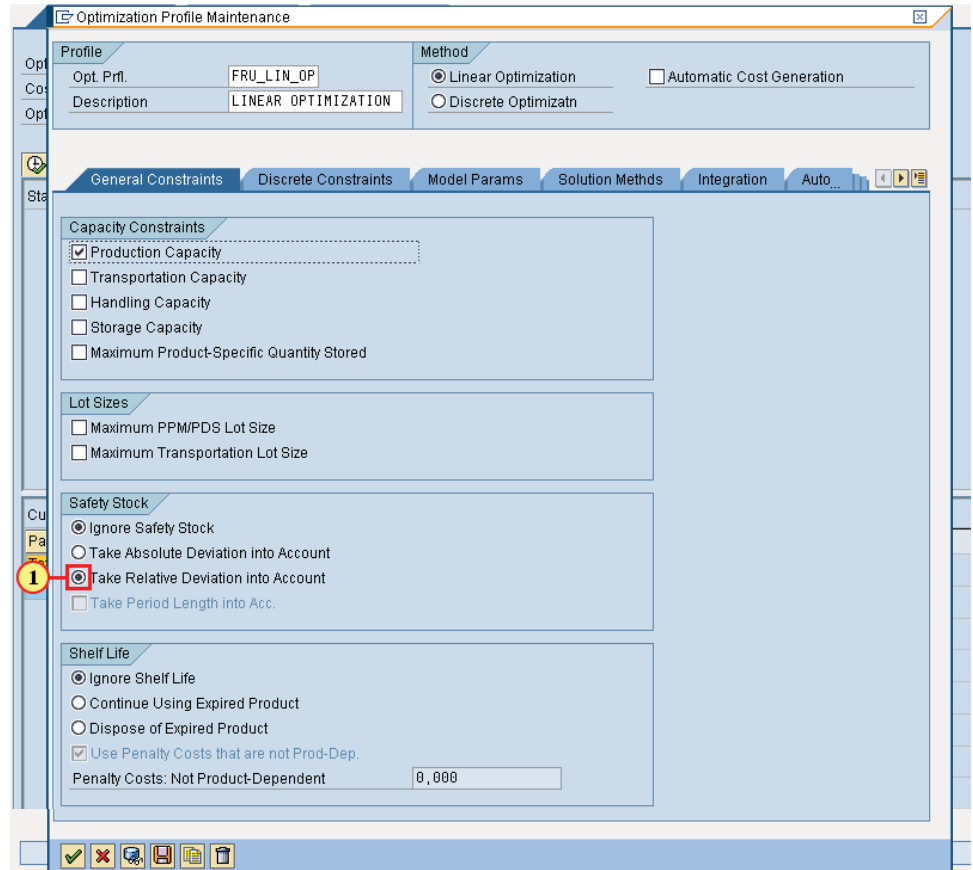 Optimization Profile Maintenance
Profile
Opt. Prfl. FRU_LIN_OP
Description LINEAR OPTIMIZATION
Method
Linear Optimization Automatic Cost Generation
Discrete Optimizatn
Opt
Cos
Opt
General Constraints Discrete Constraints Model Params Solution Methds Integration Auto...
Sta
Capacity Constraints
Production Capacity
Transportation Capacity
Handling Capacity
Storage Capacity
Maximum Product-Specific Quantity Stored
Lot Sizes
Maximum PPM/PDS Lot Size
Maximum Transportation Lot Size
Safety Stock
Cu
Ignore Safety Stock
Pa
Take Absolute Deviation into Account
1 Take Relative Deviation into Account
Take Period Length into Acc.
Shelf Life
Ignore Shelf Life
Continue Using Expired Product
Dispose of Expired Product
Use Penalty Costs that are not Prod-Dep.
Penalty Costs: Not Product-Dependent 0,000